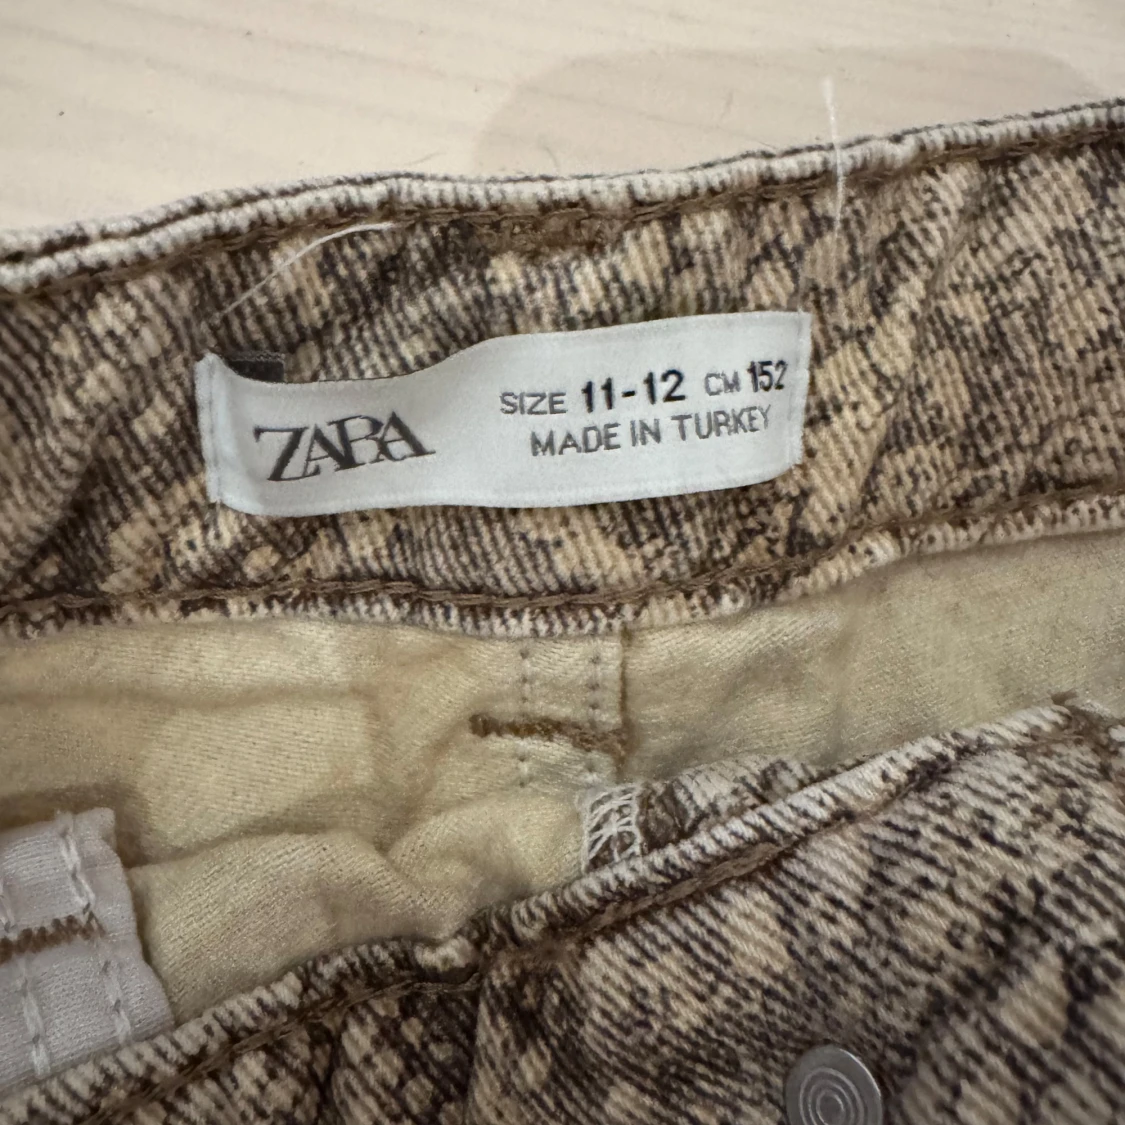 ZARA
SIZE 11-12 CM 152
MADE IN TURKEY